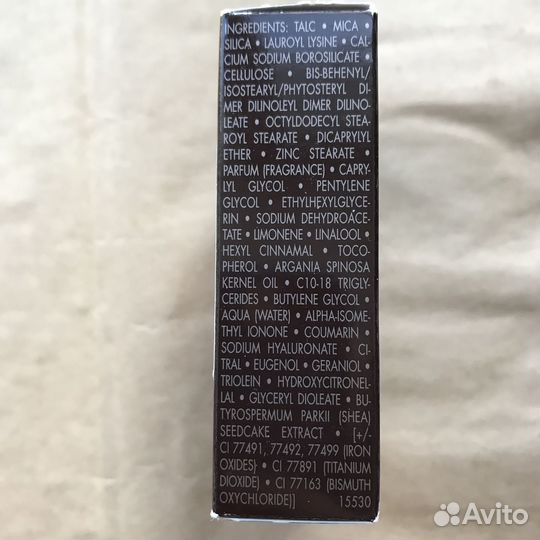 INGREDIENTS: TALC • MICA •
SILICA • LAUROYL LYSINE • CAL-
CIUM SODIUM BOROSILICATE •
CELLULOSE • BIS-BEHENYL/
ISOSTEARYL/PHYTOSTERYL DI-
MER DILINOLEYL DIMER DILINO-
LEATE • OCTYLDODECYL STEA-
ROYL STEARATE • DICAPRYLYL
ETHER • ZINC STEARATE •
PARFUM (FRAGRANCE) • CAPRY-
LYL GLYCOL • PENTYLENE
GLYCOL • ETHYLHEXYLGLYCE-
RIN • SODIUM DEHYDROACE-
TATE • LIMONENE • LINALOOL •
HEXYL CINNAMAL • TOCO-
PHEROL • ARGANIA SPINOSA
KERNEL OIL • C10-18 TRIGLY-
CERIDES • BUTYLENE GLYCOL •
AQUA (WATER) • ALPHA-ISOME-
THYL IONONE • COUMARIN •
SODIUM HYALURONATE • CI-
TRAL • EUGENOL • GERANIOL •
TRIOLEIN • HYDROXYCITRONEL-
LAL • GLYCERYL DIOLEATE • BU-
TYROSPERMUM PARKII (SHEA)
SEEDCAKE EXTRACT • [+/-
CI 77491, 77492, 77499 (IRON
OXIDES) • CI 77891 (TITANIUM
DIOXIDE) • CI 77163 (BISMUTH
OXYCHLORIDE)] 15530
Avito